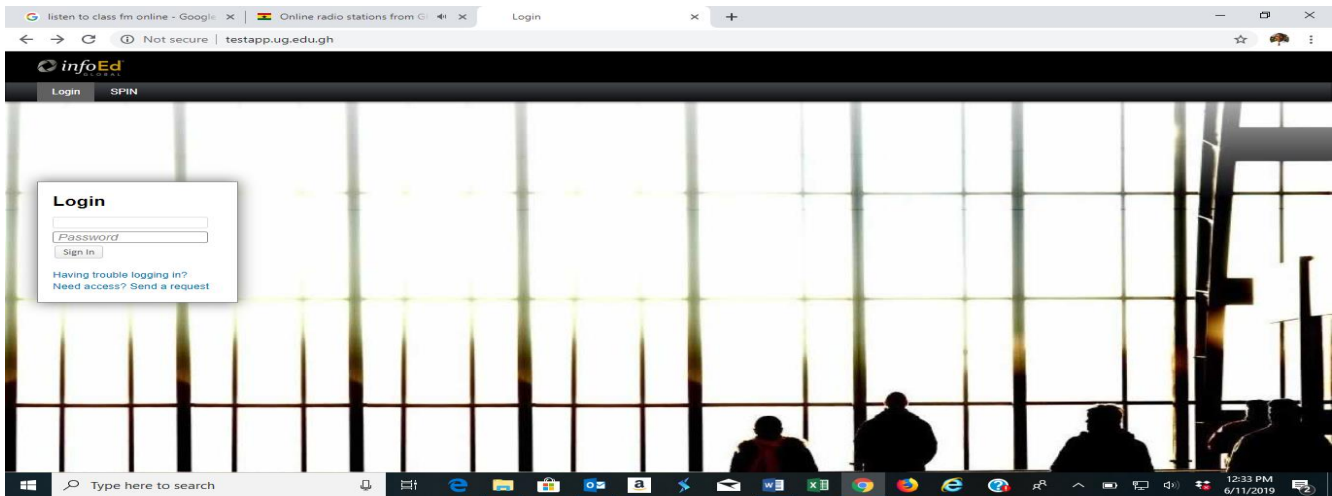 listen to class fm online - Google
Online radio stations from G
Login
Not secure | testapp.ug.edu.gh
infoEd
GLOBAL
Login SPIN
Login
Password
Sign In
Having trouble logging in?
Need access? Send a request
Type here to search
12:33 PM
6/11/2019